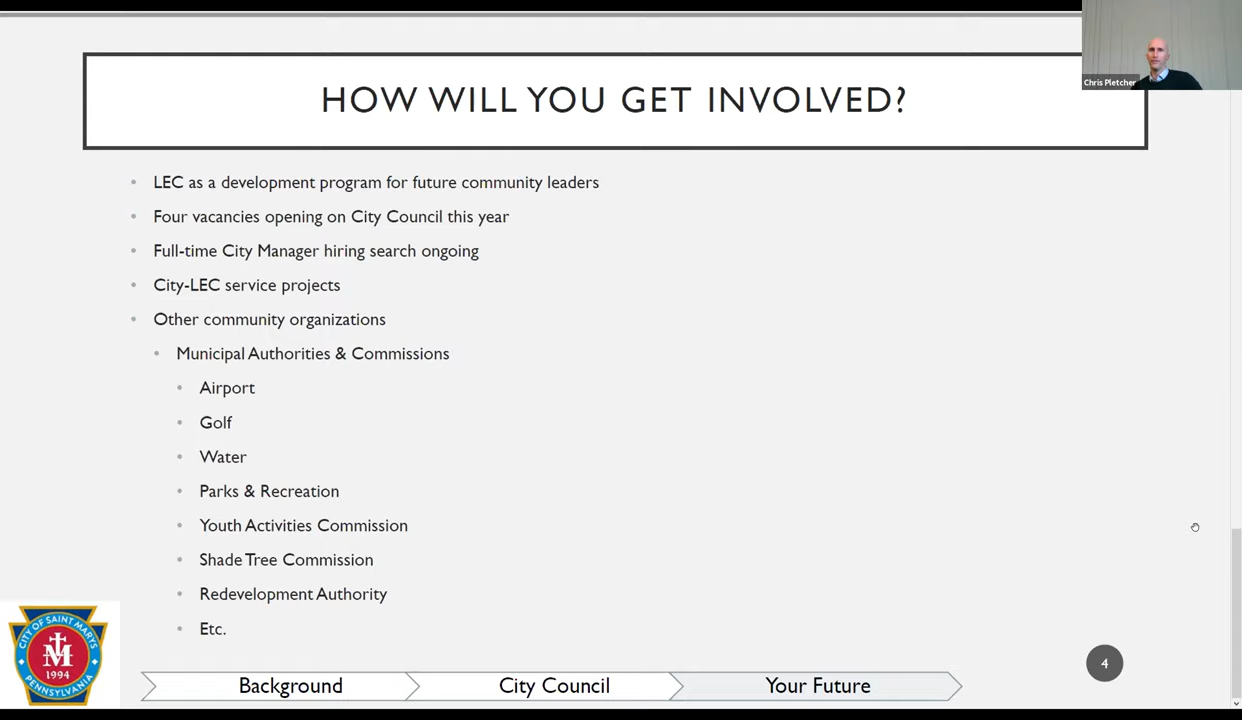 Chris Pletcher
HOW WILL YOU GET INVOLVED?
LEC as a development program for future community leaders
Four vacancies opening on City Council this year
Full-time City Manager hiring search ongoing
City-LEC service projects
Other community organizations
Municipal Authorities & Commissions
Airport
Golf
Water
Parks & Recreation
Youth Activities Commission
Shade Tree Commission
Redevelopment Authority
Etc.
CITY OF SAINT MARYS
1994
PENNSYLVANIA
Background
City Council
Your Future
4